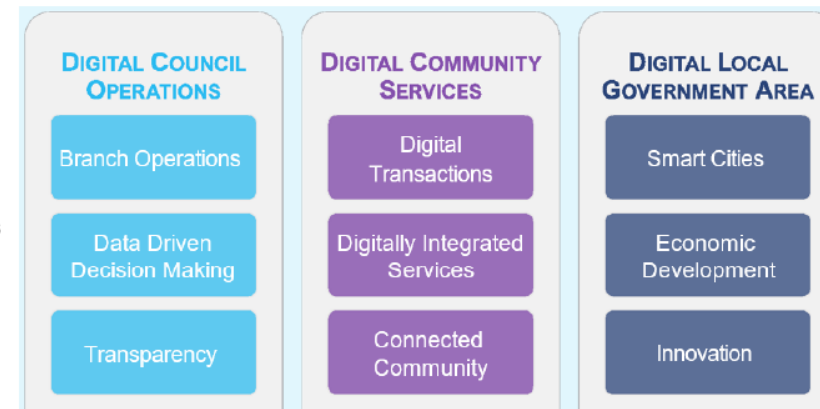 DIGITAL COUNCIL
OPERATIONS
Branch Operations
Data Driven
Decision Making
Transparency
DIGITAL COMMUNITY
SERVICES
Digital
Transactions
Digitally Integrated
Services
Connected
Community
DIGITAL LOCAL
GOVERNMENT AREA
Smart Cities
Economic
Development
Innovation